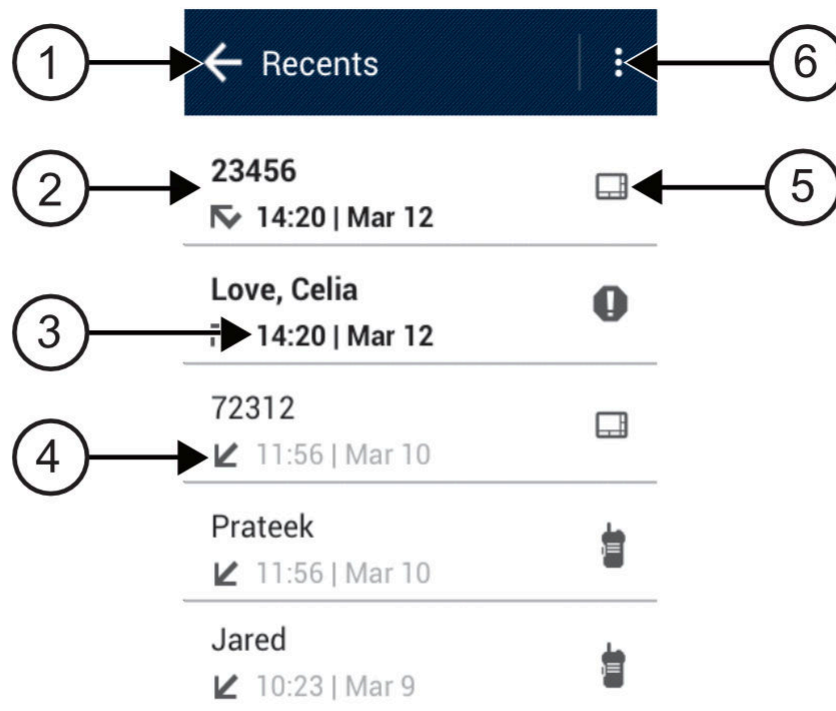 1
Recents
6
23456
2
5
14:20 | Mar 12
Love, Celia
3
14:20 | Mar 12
72312
4
11:56 | Mar 10
Prateek
11:56 | Mar 10
Jared
10:23 | Mar 9